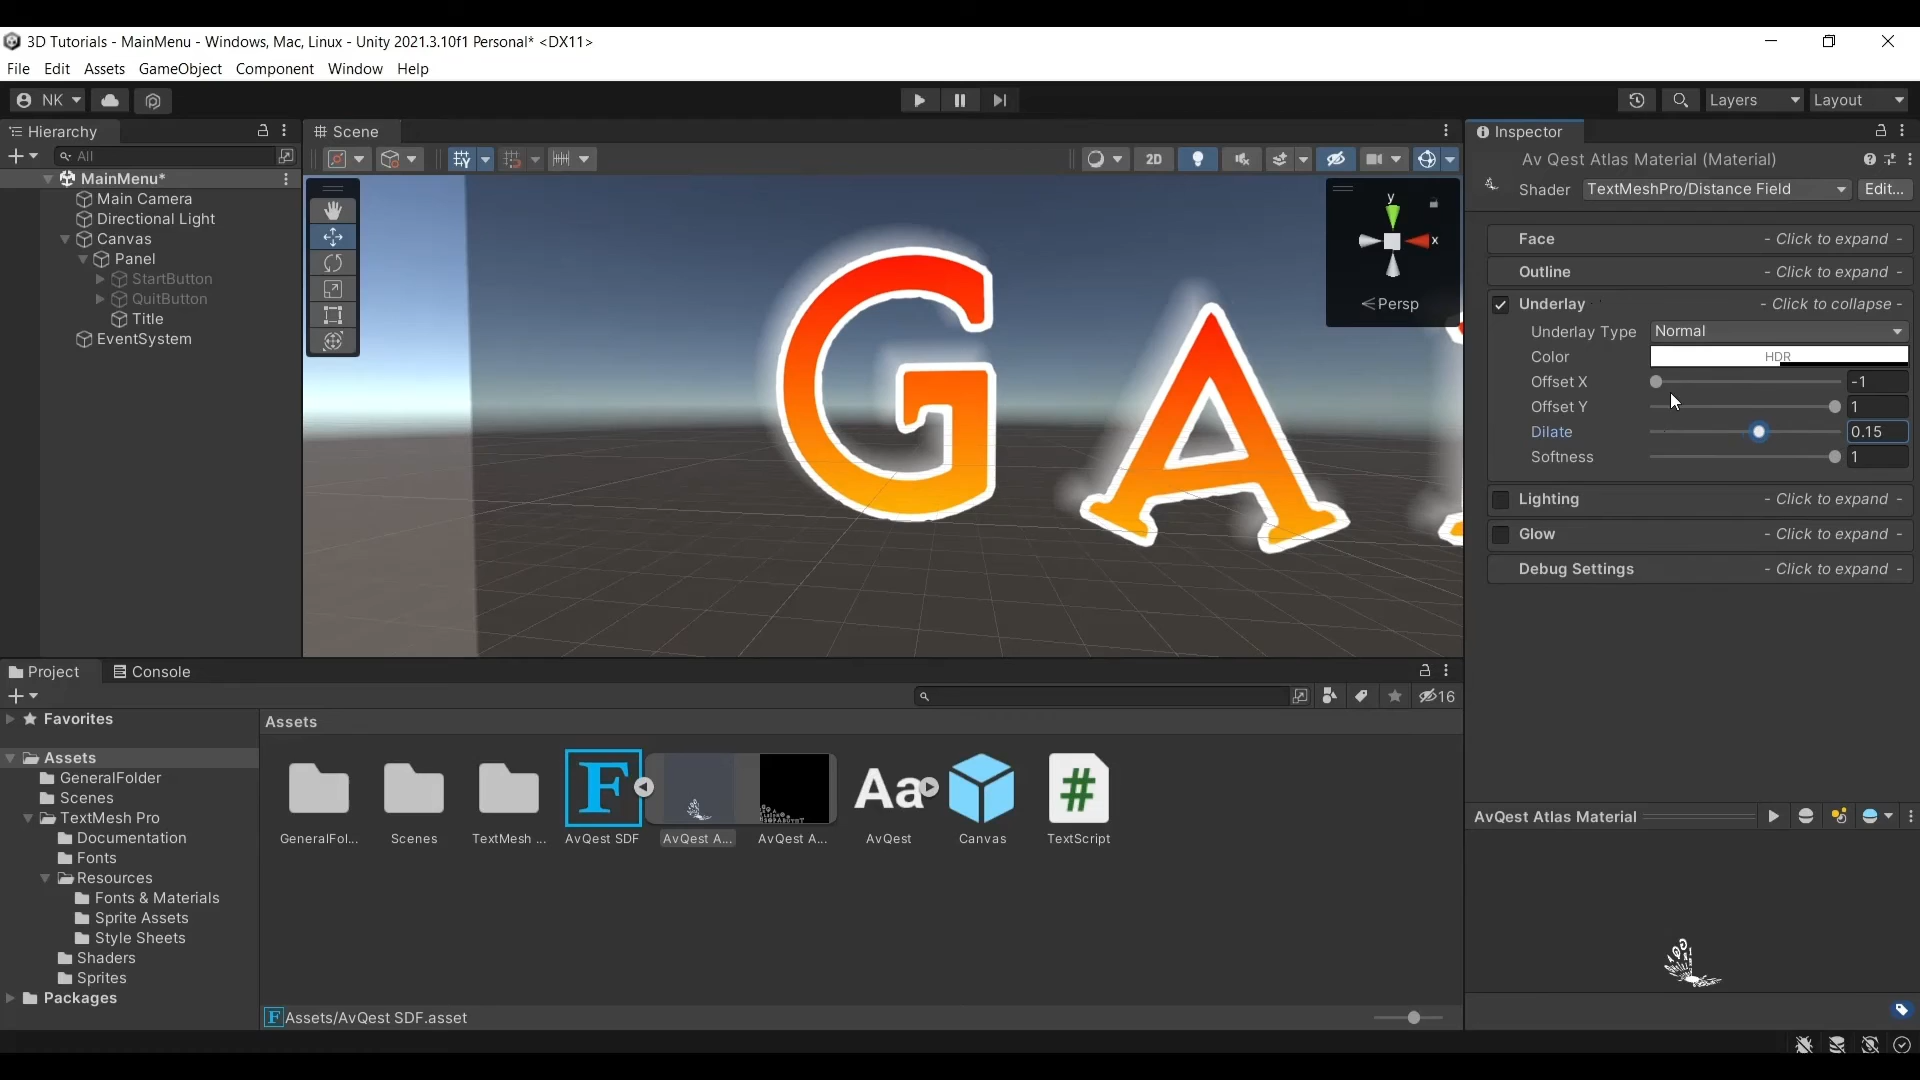 3D Tutorials - MainMenu - Windows, Mac, Linux - Unity 2021.3.10f1 Personal* <DX11>
File Edit Assets GameObject Component Window Help
NK
Layers
Layout
Hierarchy
All
MainMenu*
Main Camera
Directional Light
Canvas
Panel
StartButton
QuitButton
Title
EventSystem
Scene
2D
GA
y
x
Persp
Inspector
Av Qest Atlas Material (Material)
Shader TextMeshPro/Distance Field Edit...
Face - Click to expand -
Outline - Click to expand -
Underlay - Click to collapse -
Underlay Type Normal
Color HDR
Offset X -1
Offset Y 1
Dilate 0.15
Softness 1
Lighting - Click to expand -
Glow - Click to expand -
Debug Settings - Click to expand -
Project Console
16
Favorites
Assets
GeneralFolder
Scenes
TextMesh Pro
Documentation
Fonts
Resources
Fonts & Materials
Sprite Assets
Style Sheets
Shaders
Sprites
Packages
Assets
F
Aa
#
GeneralFol... Scenes TextMesh ... AvQest SDF AvQest A... AvQest A... AvQest Canvas TextScript
F Assets/AvQest SDF.asset
AvQest Atlas Material